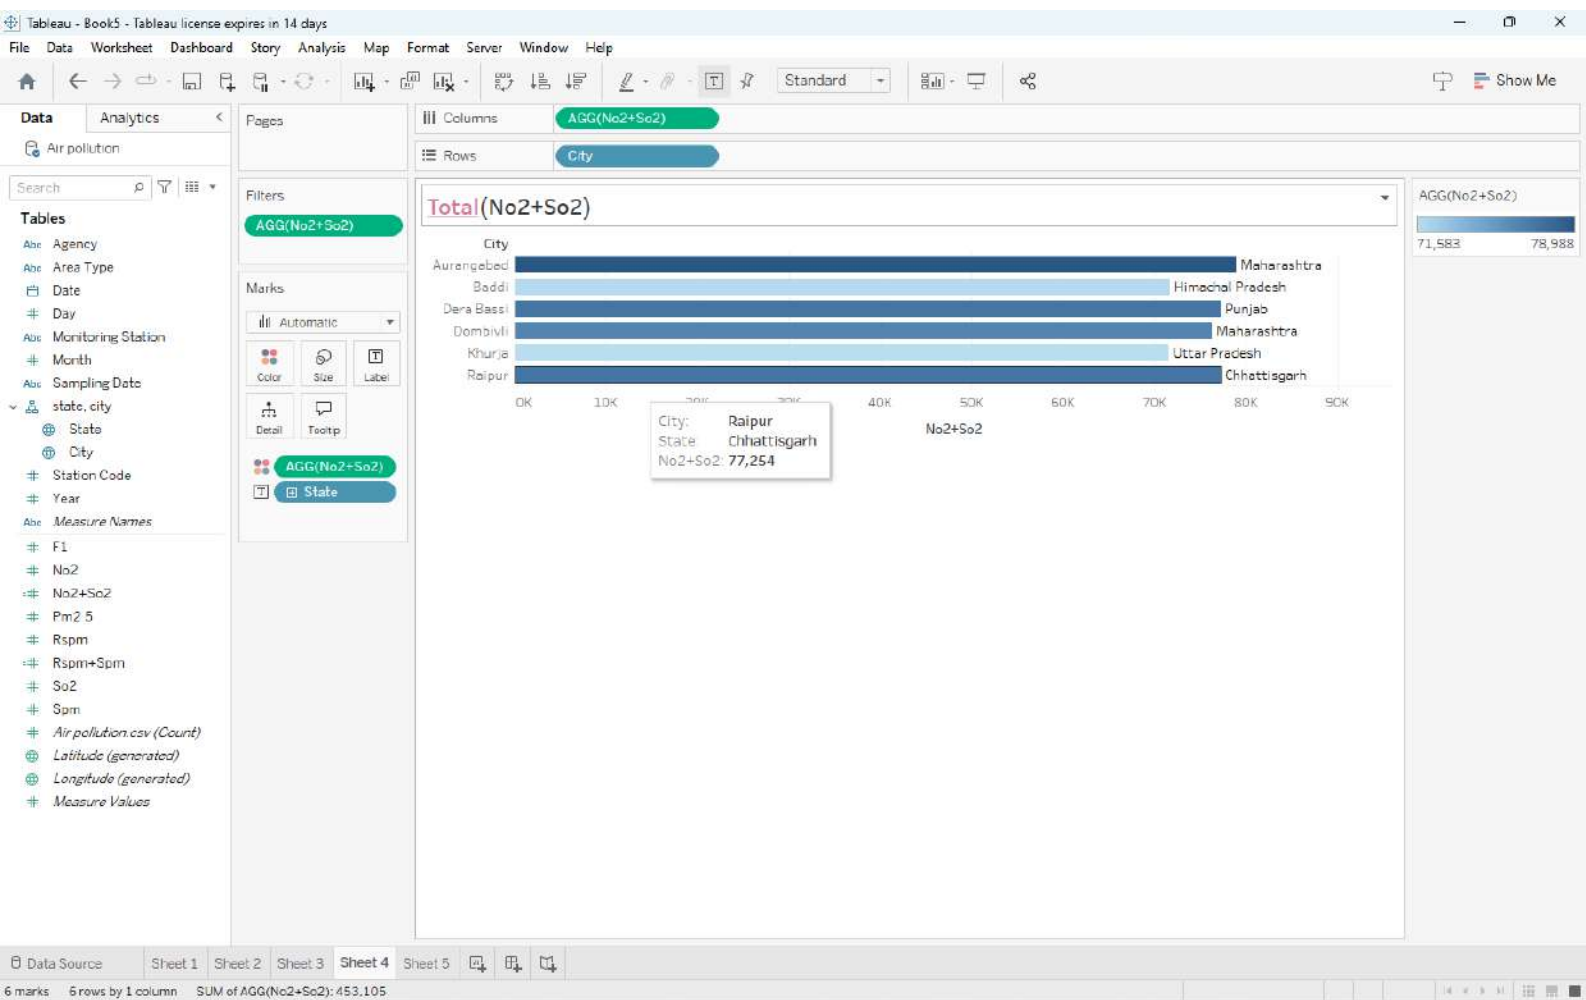 Tableau - Book5 - Tableau license expires in 14 days
File Data Worksheet Dashboard Story Analysis Map Format Server Window Help
Standard
Show Me
Data Analytics
Air pollution
Search
Tables
Abc Agency
Abc Area Type
Date
# Day
Abc Monitoring Station
# Month
Abc Sampling Date
state, city
State
City
# Station Code
# Year
Abc Measure Names
# F1
# No2
=# No2+So2
# Pm2 5
# Rspm
=# Rspm+Spm
# So2
# Spm
# Air pollution.csv (Count)
Latitude (generated)
Longitude (generated)
# Measure Values
Pages
Filters
AGG(No2+So2)
Marks
Automatic
Color Size Label
Detail Tooltip
AGG(No2+So2)
State
Columns AGG(No2+So2)
Rows City
Total(No2+So2)
City
Aurangabad Maharashtra
Baddi Himachal Pradesh
Dera Bassi Punjab
Dombivli Maharashtra
Khurja Uttar Pradesh
Raipur Chhattisgarh
0K 10K 20K 30K 40K 50K 60K 70K 80K 90K
No2+So2
City: Raipur
State: Chhattisgarh
No2+So2: 77,254
AGG(No2+So2)
71,583 78,988
Data Source Sheet 1 Sheet 2 Sheet 3 Sheet 4 Sheet 5
6 marks 6 rows by 1 column SUM of AGG(No2+So2): 453,105